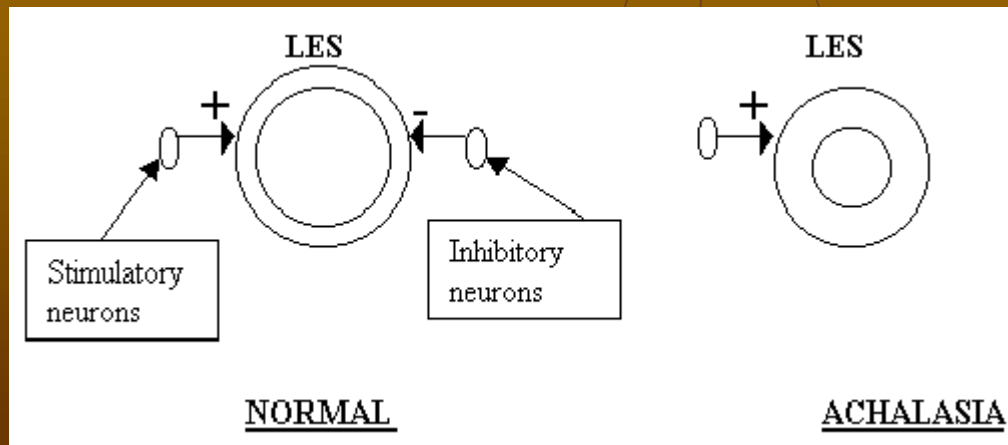 LES
LES
+
-
+
Stimulatory
neurons
Inhibitory
neurons
NORMAL
ACHALASIA